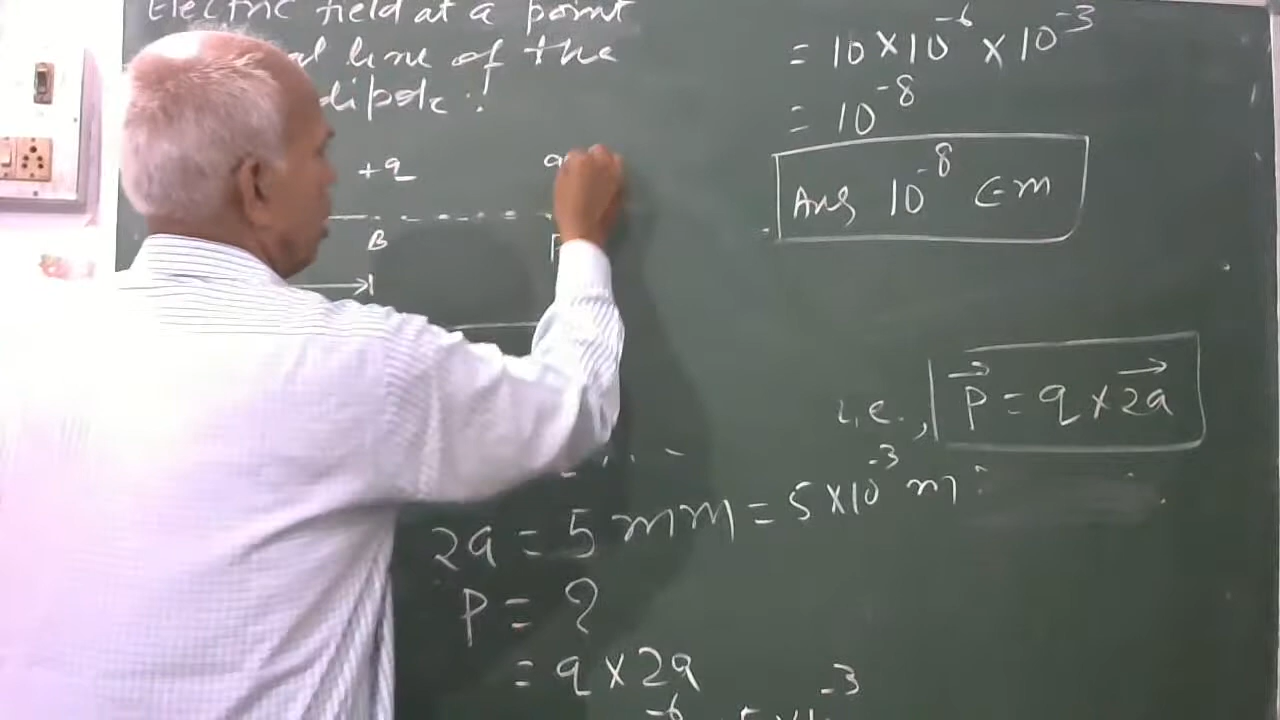 Electric field at a point
al line of the
dipole :
+q
B
2a = 5 mm = 5×10⁻³ m
P = ?
= q × 2a
= 10 × 10⁻⁶ × 10⁻³
= 10⁻⁸
Ans 10⁻⁸ C-m
i.e., P⃗ = q × 2a⃗